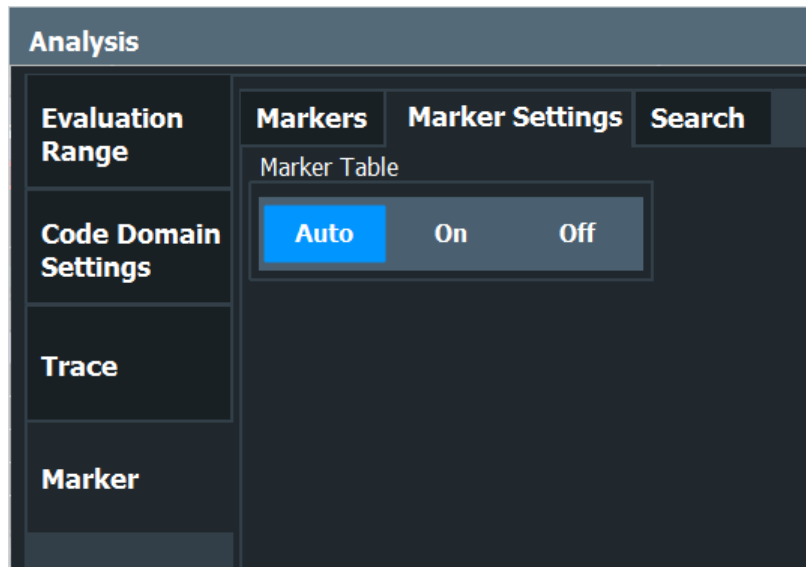 Analysis
Evaluation
Range
Code Domain
Settings
Trace
Marker
Markers
Marker Settings
Search
Marker Table
Auto
On
Off